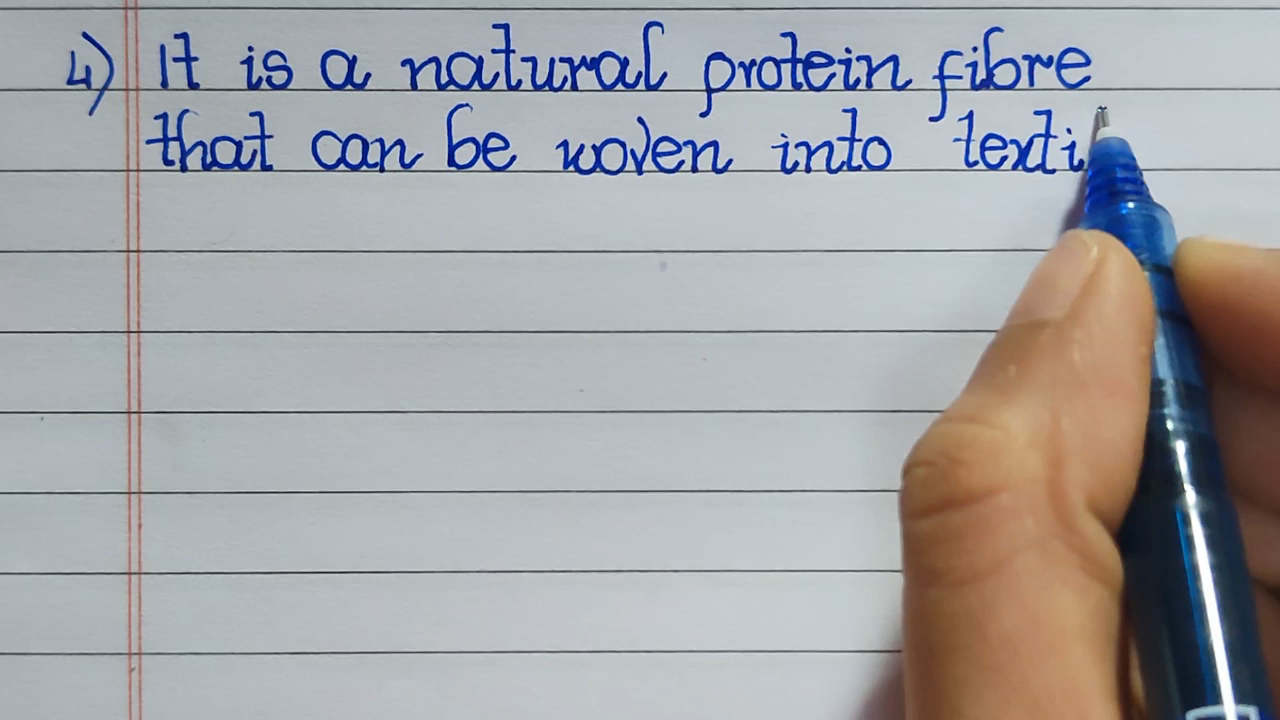 4) It is a natural protein fibre
that can be woven into texti